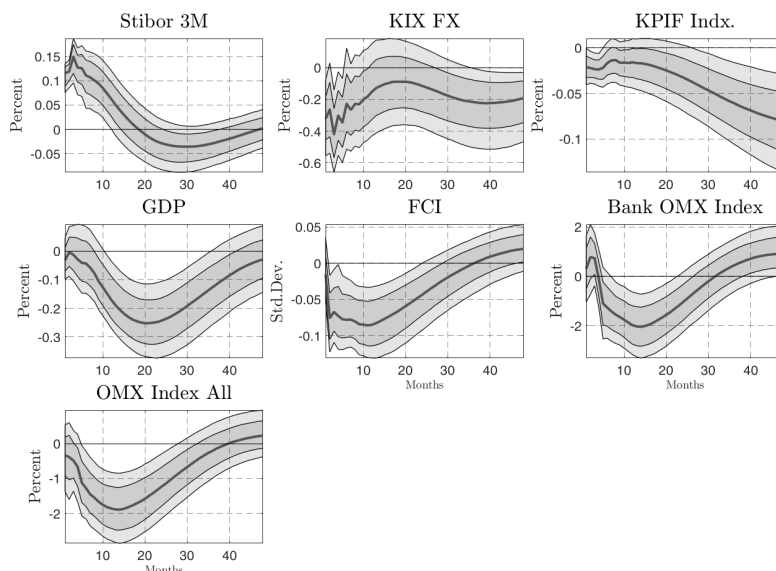 Stibor 3M
KIX FX
KPIF Indx.
Percent
0.15
0.1
0.05
0
-0.05
10 20 30 40
Percent
0
-0.2
-0.4
-0.6
10 20 30 40
Percent
0
-0.05
-0.1
10 20 30 40
GDP
FCI
Bank OMX Index
Percent
0
-0.1
-0.2
-0.3
10 20 30 40
Std.Dev.
0.05
0
-0.05
-0.1
10 20 30 40
Months
Percent
2
0
-2
10 20 30 40
Months
OMX Index All
Percent
0
-1
-2
10 20 30 40
Months